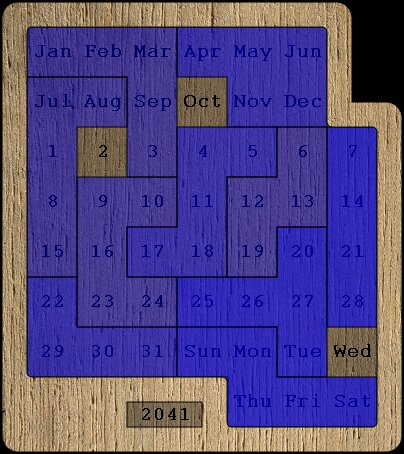 Jan Feb Mar Apr May Jun
Jul Aug Sep Oct Nov Dec
1 2 3 4 5 6 7
8 9 10 11 12 13 14
15 16 17 18 19 20 21
22 23 24 25 26 27 28
29 30 31 Sun Mon Tue Wed
Thu Fri Sat
2041